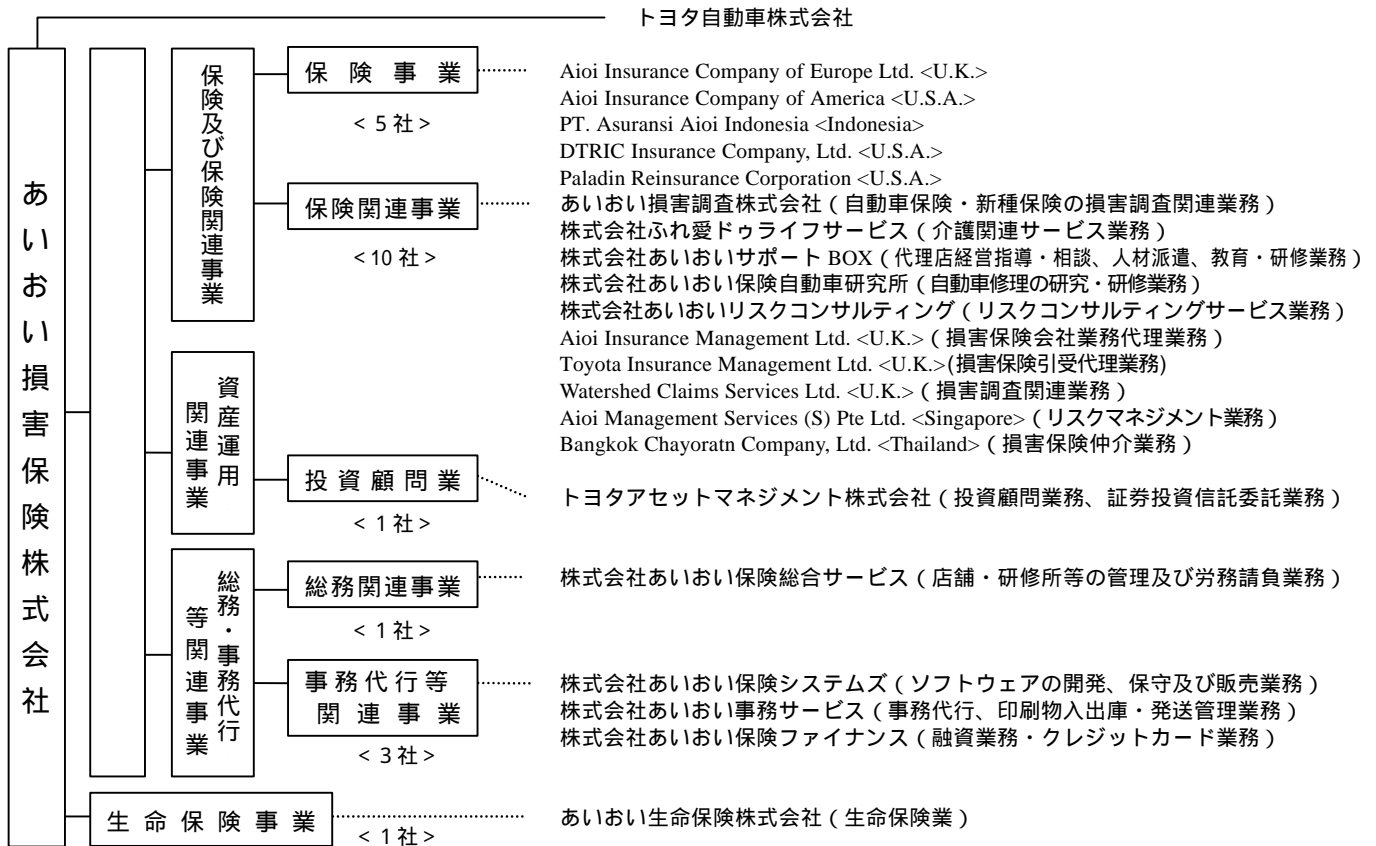 トヨタ自動車株式会社
あいおい損害保険株式会社
保険及び保険関連事業
保険事業
<5社>
Aioi Insurance Company of Europe Ltd. <U.K.>
Aioi Insurance Company of America <U.S.A.>
PT. Asuransi Aioi Indonesia <Indonesia>
DTRIC Insurance Company, Ltd. <U.S.A.>
Paladin Reinsurance Corporation <U.S.A.>
保険関連事業
<10社>
あいおい損害調査株式会社(自動車保険・新種保険の損害調査関連業務)
株式会社ふれ愛ドゥライフサービス(介護関連サービス業務)
株式会社あいおいサポートBOX(代理店経営指導・相談、人材派遣、教育・研修業務)
株式会社あいおい保険自動車研究所(自動車修理の研究・研修業務)
株式会社あいおいリスクコンサルティング(リスクコンサルティングサービス業務)
Aioi Insurance Management Ltd. <U.K.>(損害保険会社業務代理業務)
Toyota Insurance Management Ltd. <U.K.>(損害保険引受代理業務)
Watershed Claims Services Ltd. <U.K.>(損害調査関連業務)
Aioi Management Services (S) Pte Ltd. <Singapore>(リスクマネジメント業務)
Bangkok Chayoratn Company, Ltd. <Thailand>(損害保険仲介業務)
資産運用
関連事業
投資顧問業
<1社>
トヨタアセットマネジメント株式会社(投資顧問業務、証券投資信託委託業務)
総務・事務代行
等関連事業
総務関連事業
<1社>
株式会社あいおい保険総合サービス(店舗・研修所等の管理及び労務請負業務)
事務代行等
関連事業
<3社>
株式会社あいおい保険システムズ(ソフトウェアの開発、保守及び販売業務)
株式会社あいおい事務サービス(事務代行、印刷物入出庫・発送管理業務)
株式会社あいおい保険ファイナンス(融資業務・クレジットカード業務)
生命保険事業
<1社>
あいおい生命保険株式会社(生命保険業)